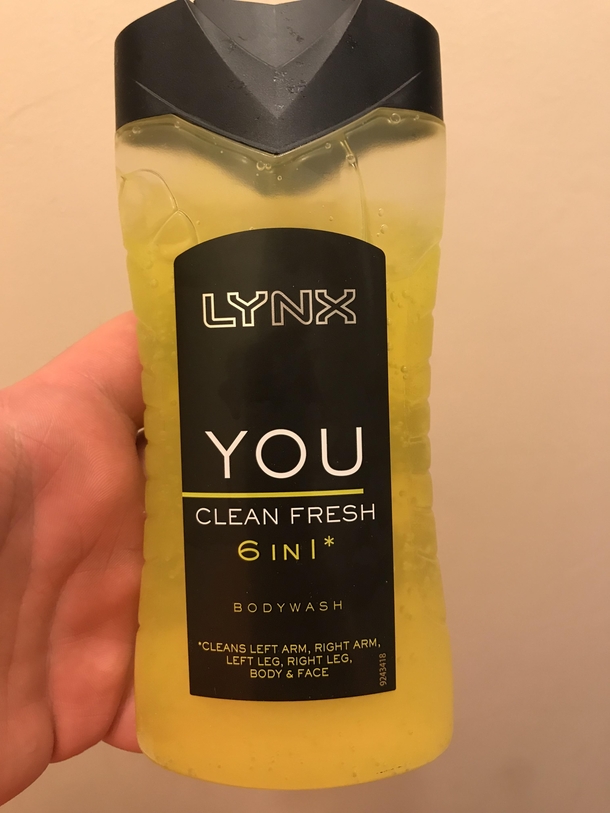 LYNX
YOU
CLEAN FRESH
6 IN 1*
BODYWASH
*CLEANS LEFT ARM, RIGHT ARM,
LEFT LEG, RIGHT LEG,
BODY & FACE
9243418